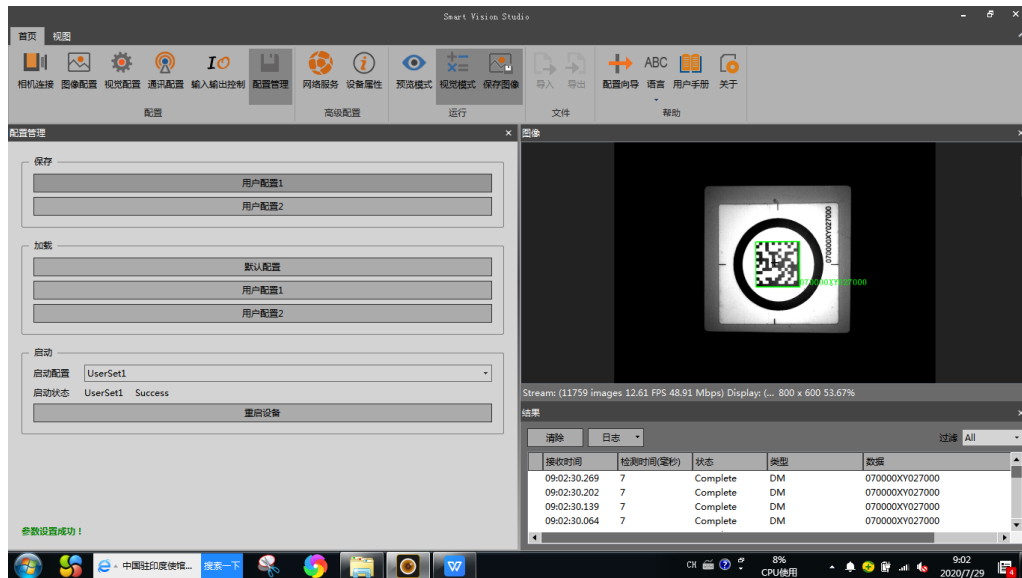 Smart Vision Studio
首页 视图
相机连接 图像配置 视觉配置 通讯配置 输入输出控制 配置管理 网络服务 设备属性 预览模式 视觉模式 保存图像 导入 导出 配置向导 语言 用户手册 关于
IO ABC
配置 高级配置 运行 文件 帮助
配置管理
保存
用户配置1
用户配置2
加载
默认配置
用户配置1
用户配置2
启动
启动配置 UserSet1
启动状态 UserSet1 Success
重启设备
参数设置成功！
图像
070000XY027000
070000XY027000
Stream: (11759 images 12.61 FPS 48.91 Mbps) Display: (... 800 x 600 53.67%
结果
清除 日志 过滤 All
接收时间 检测时间(毫秒) 状态 类型 数据
09:02:30.269 7 Complete DM 070000XY027000
09:02:30.202 7 Complete DM 070000XY027000
09:02:30.139 7 Complete DM 070000XY027000
09:02:30.064 7 Complete DM 070000XY027000
中国驻印度使馆... 搜索一下
CH 8% 9:02
CPU使用 2020/7/29
4